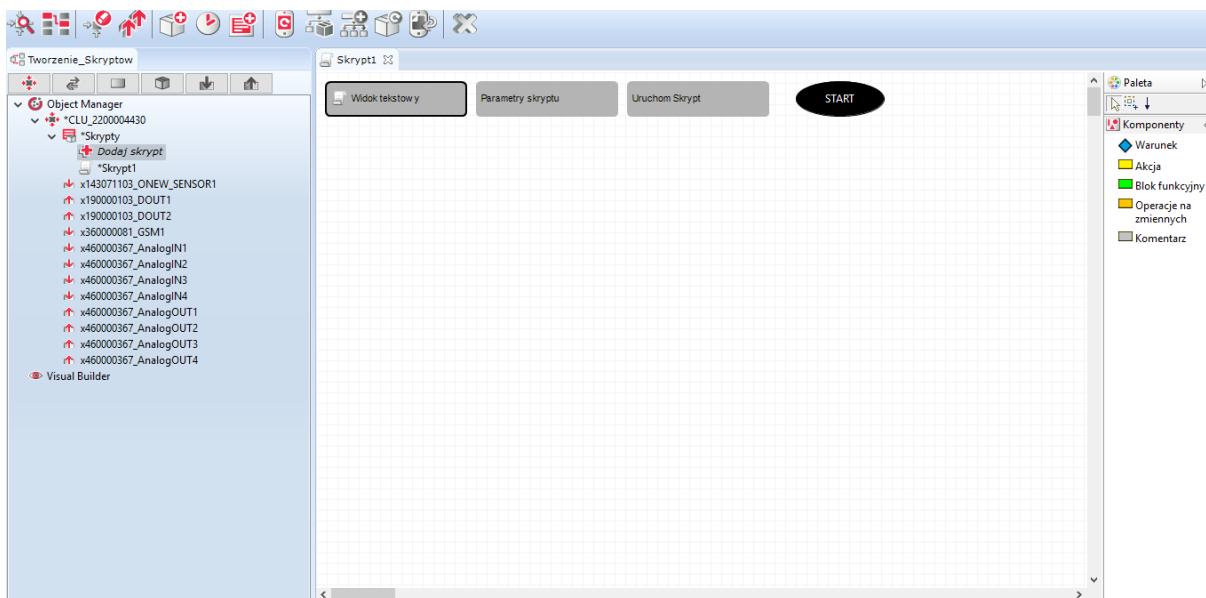 Tworzenie_Skryptow
Object Manager
*CLU_2200004430
*Skrypty
Dodaj skrypt
*Skrypt1
x143071103_ONEW_SENSOR1
x190000103_DOUT1
x190000103_DOUT2
x360000081_GSM1
x460000367_AnalogIN1
x460000367_AnalogIN2
x460000367_AnalogIN3
x460000367_AnalogIN4
x460000367_AnalogOUT1
x460000367_AnalogOUT2
x460000367_AnalogOUT3
x460000367_AnalogOUT4
Visual Builder
Skrypt1
Widok tekstowy
Parametry skryptu
Uruchom Skrypt
START
Paleta
Komponenty
Warunek
Akcja
Blok funkcyjny
Operacje na
zmiennych
Komentarz